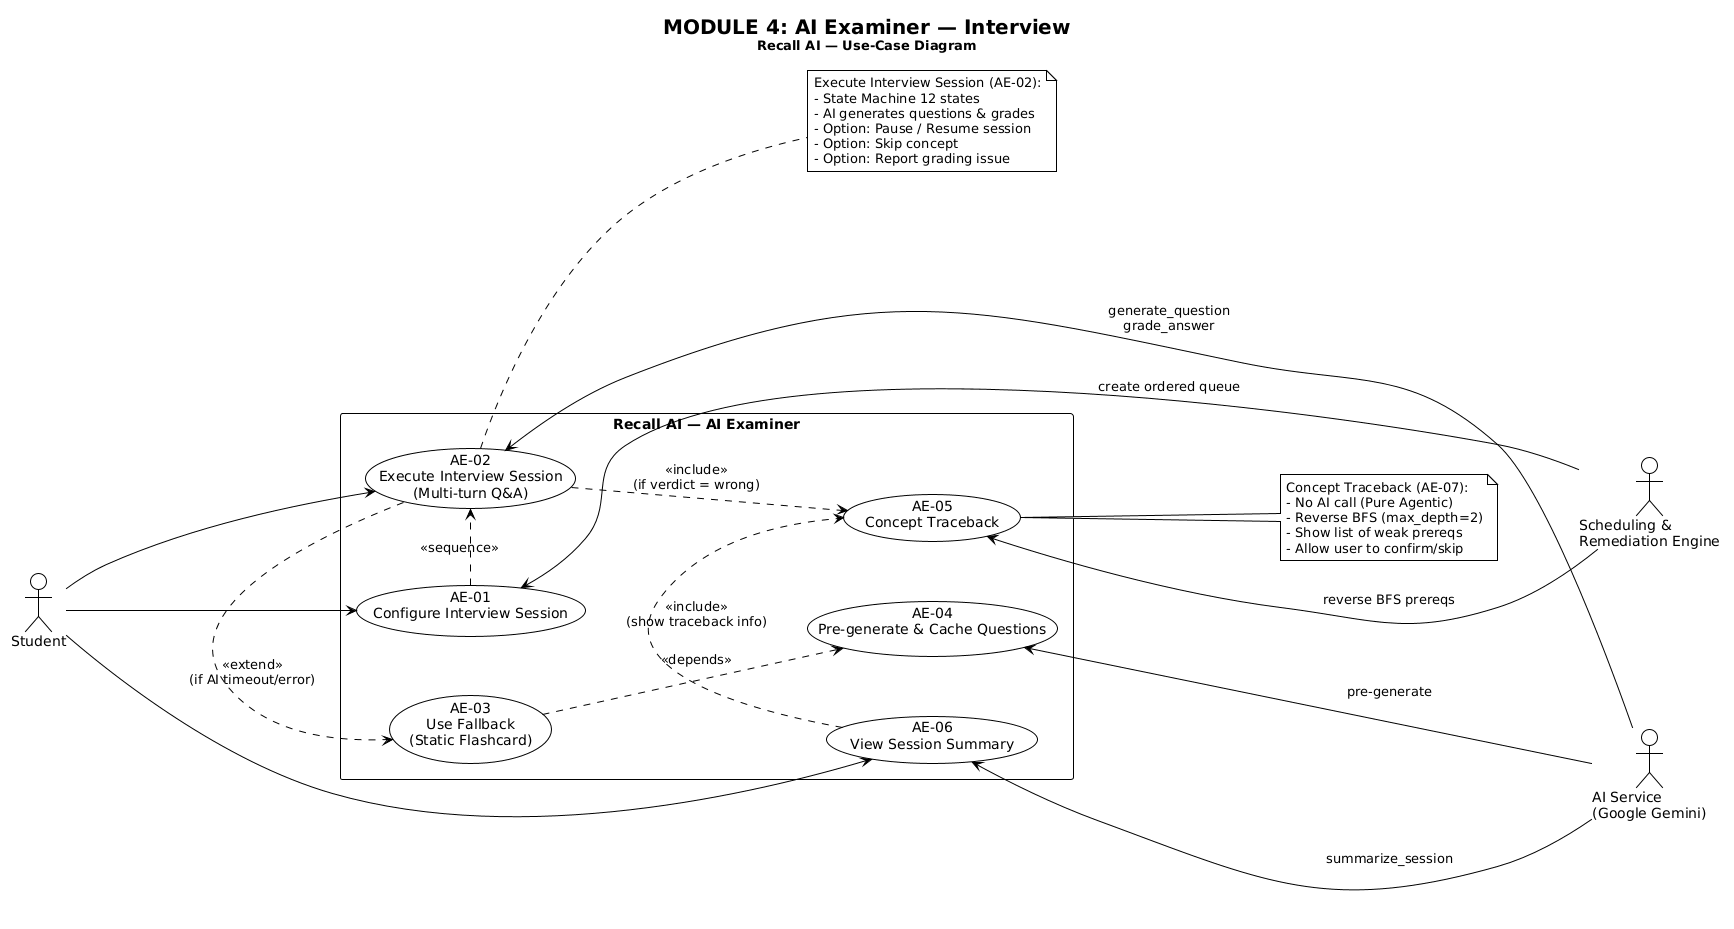 MODULE 4: AI Examiner — Interview
Recall AI — Use-Case Diagram
Execute Interview Session (AE-02):
- State Machine 12 states
- AI generates questions & grades
- Option: Pause / Resume session
- Option: Skip concept
- Option: Report grading issue
generate_question
grade_answer
create ordered queue
Recall AI — AI Examiner
AE-02
Execute Interview Session
(Multi-turn Q&A)
«include»
(if verdict = wrong)
AE-05
Concept Traceback
Concept Traceback (AE-07):
- No AI call (Pure Agentic)
- Reverse BFS (max_depth=2)
- Show list of weak prereqs
- Allow user to confirm/skip
Scheduling &
Remediation Engine
«sequence»
AE-01
Configure Interview Session
«include»
(show traceback info)
AE-04
Pre-generate & Cache Questions
reverse BFS prereqs
Student
«extend»
(if AI timeout/error)
«depends»
pre-generate
AE-03
Use Fallback
(Static Flashcard)
AE-06
View Session Summary
AI Service
(Google Gemini)
summarize_session